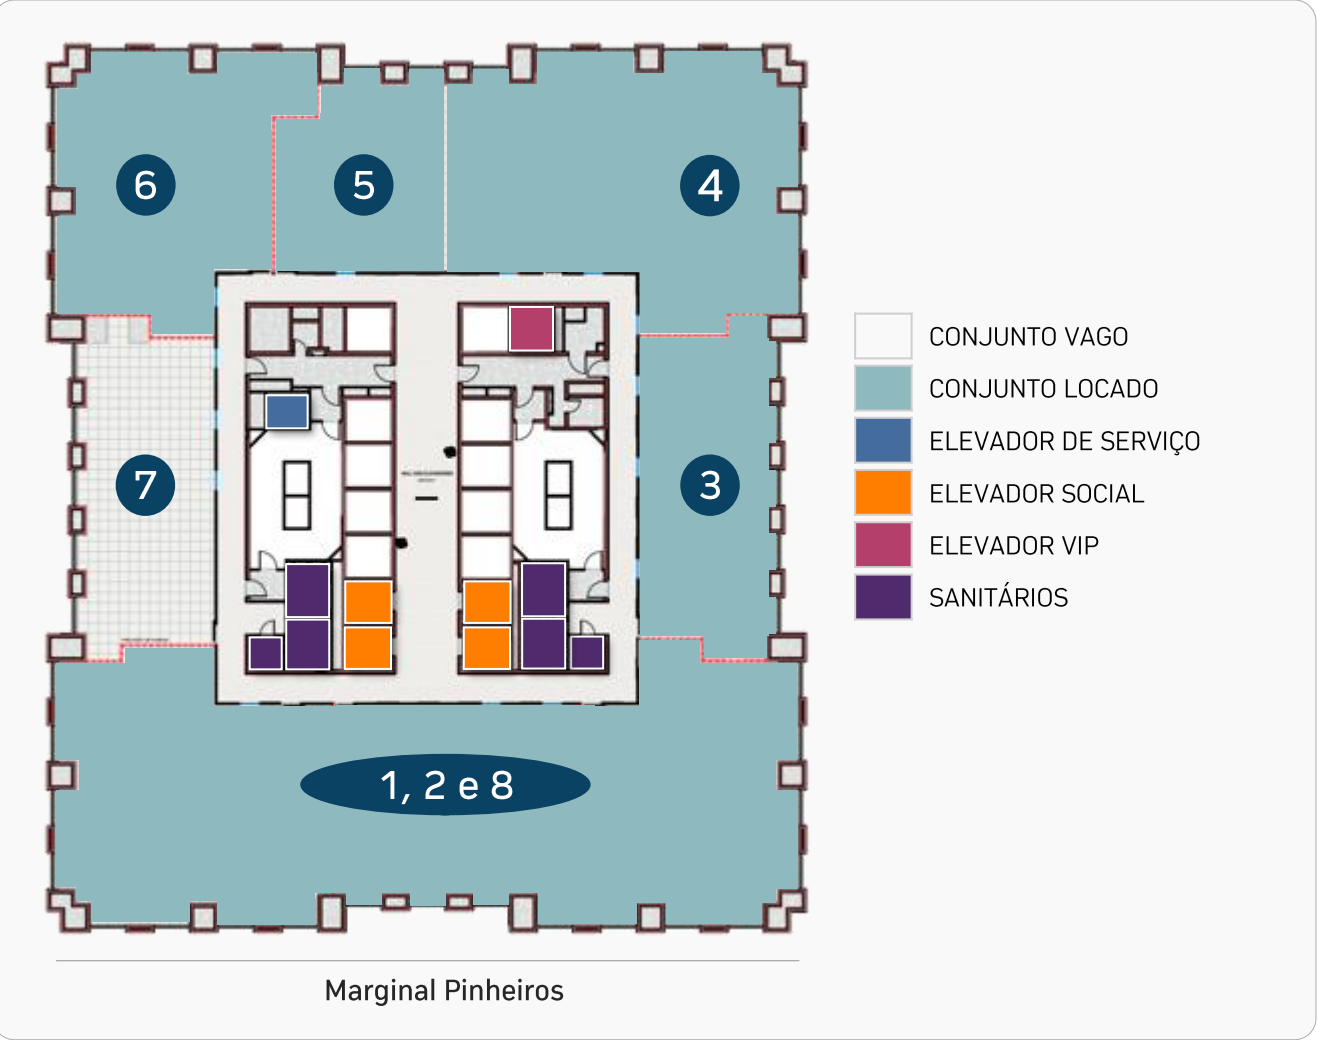 6
5
4
7
3
1, 2 e 8
CONJUNTO VAGO
CONJUNTO LOCADO
ELEVADOR DE SERVIÇO
ELEVADOR SOCIAL
ELEVADOR VIP
SANITÁRIOS
Marginal Pinheiros